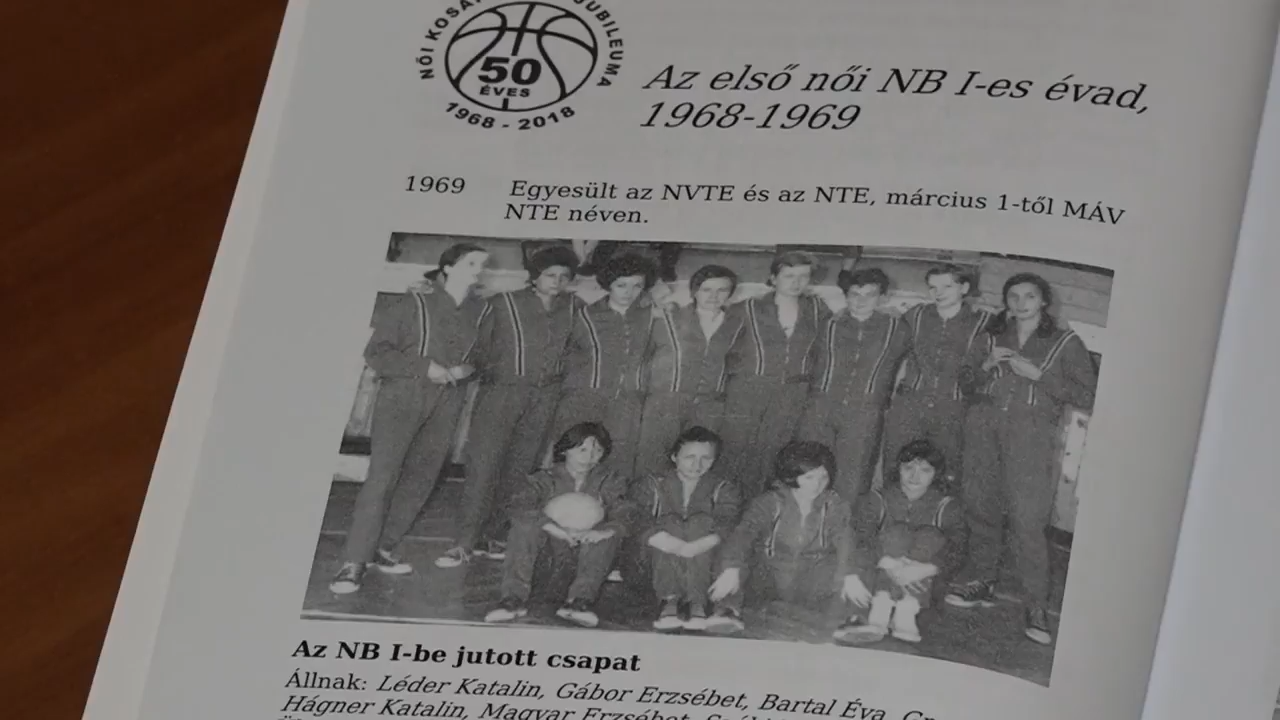 NŐI JUBILEUMA
50
ÉVES
1968 - 2018
Az első női NB I-es évad,
1968-1969
1969 Egyesült az NVTE és az NTE, március 1-től MÁV
NTE néven.
Az NB I-be jutott csapat
Állnak: Léder Katalin, Gábor Erzsébet, Bartal Éva,
Hágner Katalin, Magyar Erzsébet,